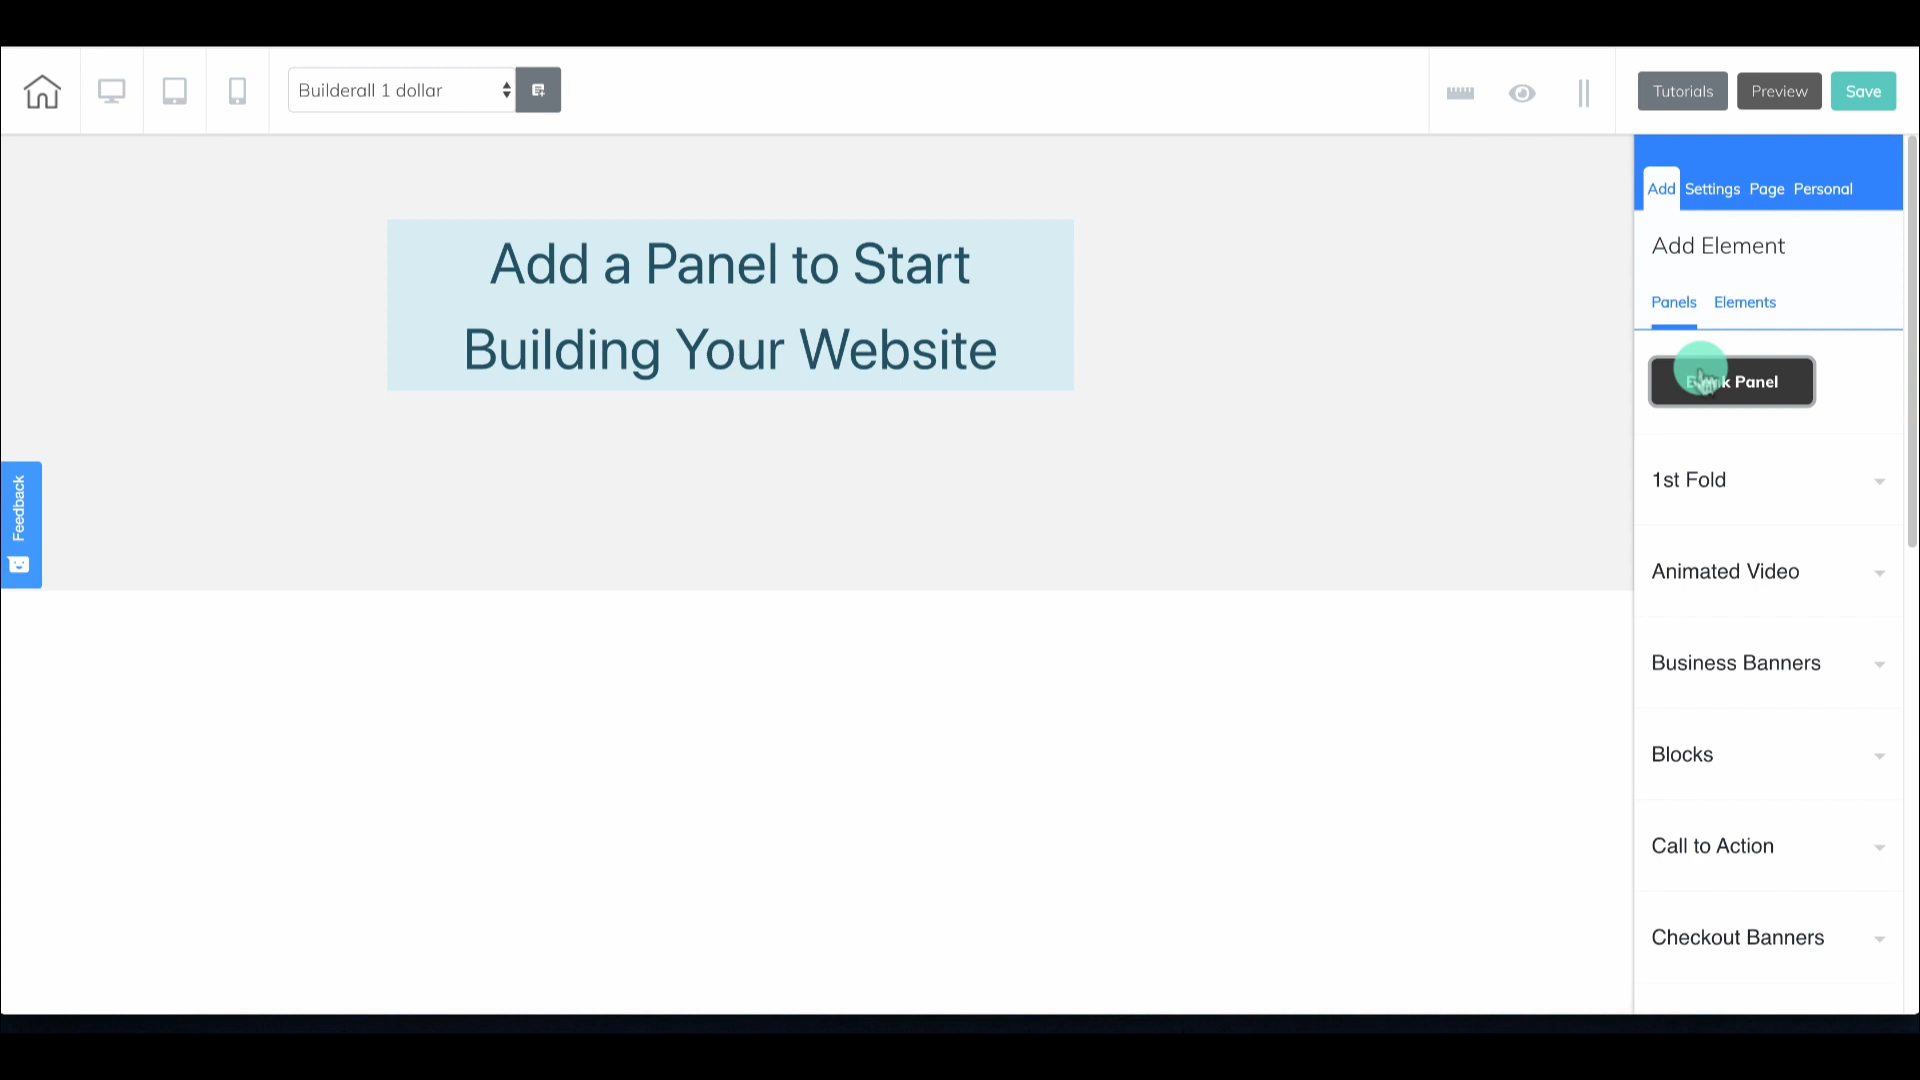 Builderall 1 dollar
Tutorials
Preview
Save
Add Settings Page Personal
Add Element
Panels Elements
Panel
Add a Panel to Start
Building Your Website
1st Fold
Feedback
Animated Video
Business Banners
Blocks
Call to Action
Checkout Banners